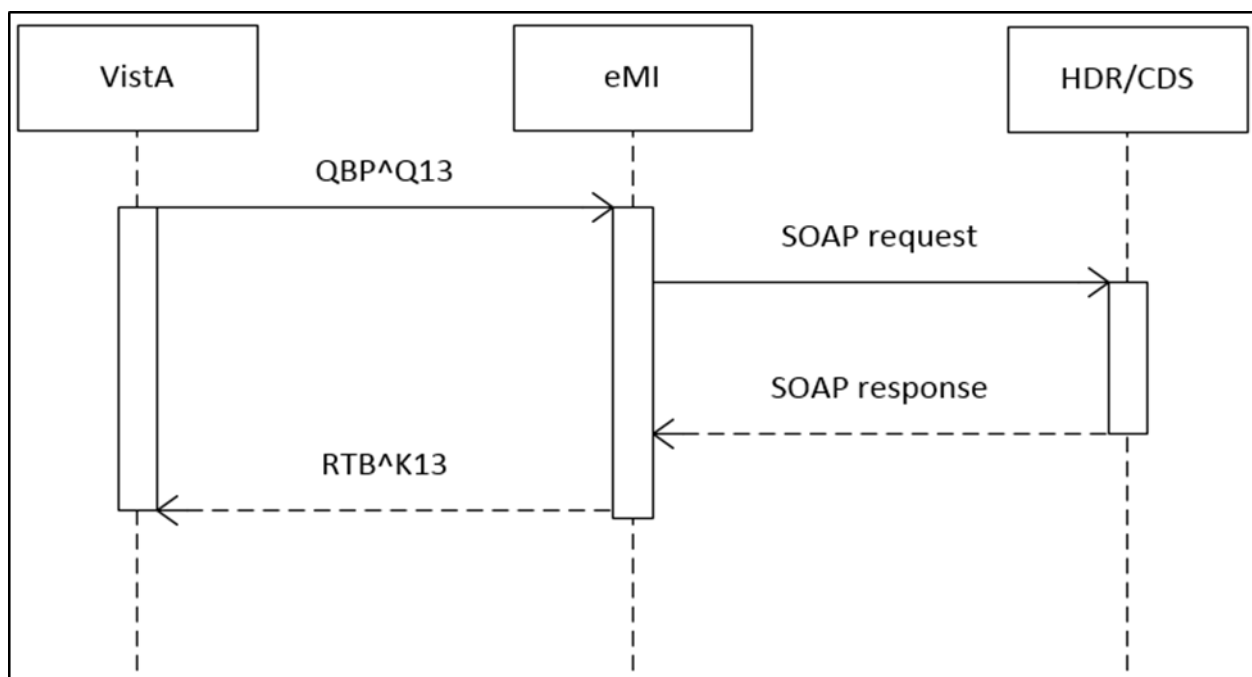 VistA
eMI
HDR/CDS
QBP^Q13
SOAP request
SOAP response
RTB^K13